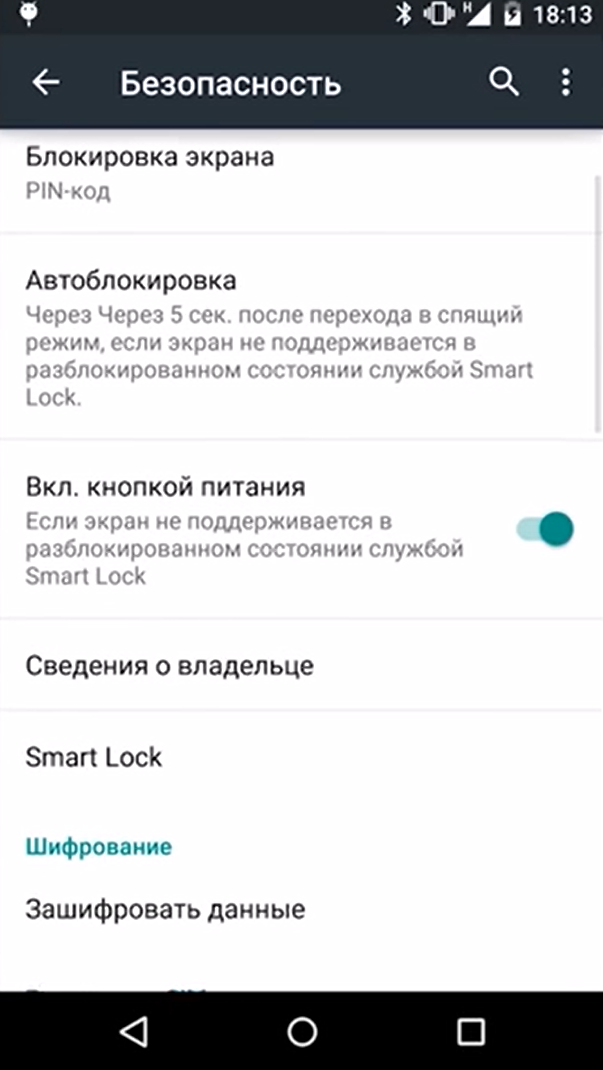 H
18:13
Безопасность
Блокировка экрана
PIN-код
Автоблокировка
Через Через 5 сек. после перехода в спящий
режим, если экран не поддерживается в
разблокированном состоянии службой Smart
Lock.
Вкл. кнопкой питания
Если экран не поддерживается в
разблокированном состоянии службой
Smart Lock
Сведения о владельце
Smart Lock
Шифрование
Зашифровать данные